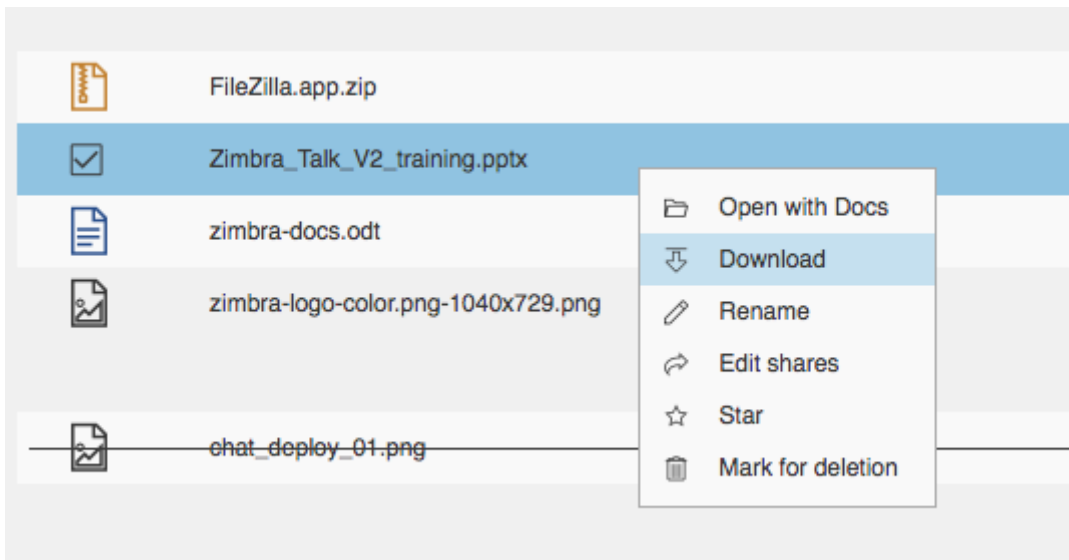 FileZilla.app.zip
Zimbra_Talk_V2_training.pptx
zimbra-docs.odt
zimbra-logo-color.png-1040x729.png
chat_deploy_01.png
Open with Docs
Download
Rename
Edit shares
Star
Mark for deletion